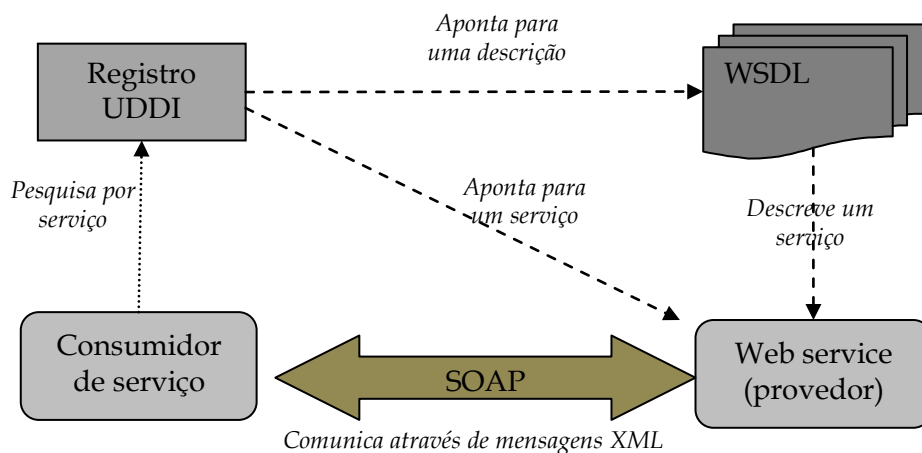 Aponta para
uma descrição
Registro
UDDI
WSDL
Pesquisa por
serviço
Aponta para
um serviço
Descreve um
serviço
Consumidor
de serviço
SOAP
Web service
(provedor)
Comunica através de mensagens XML